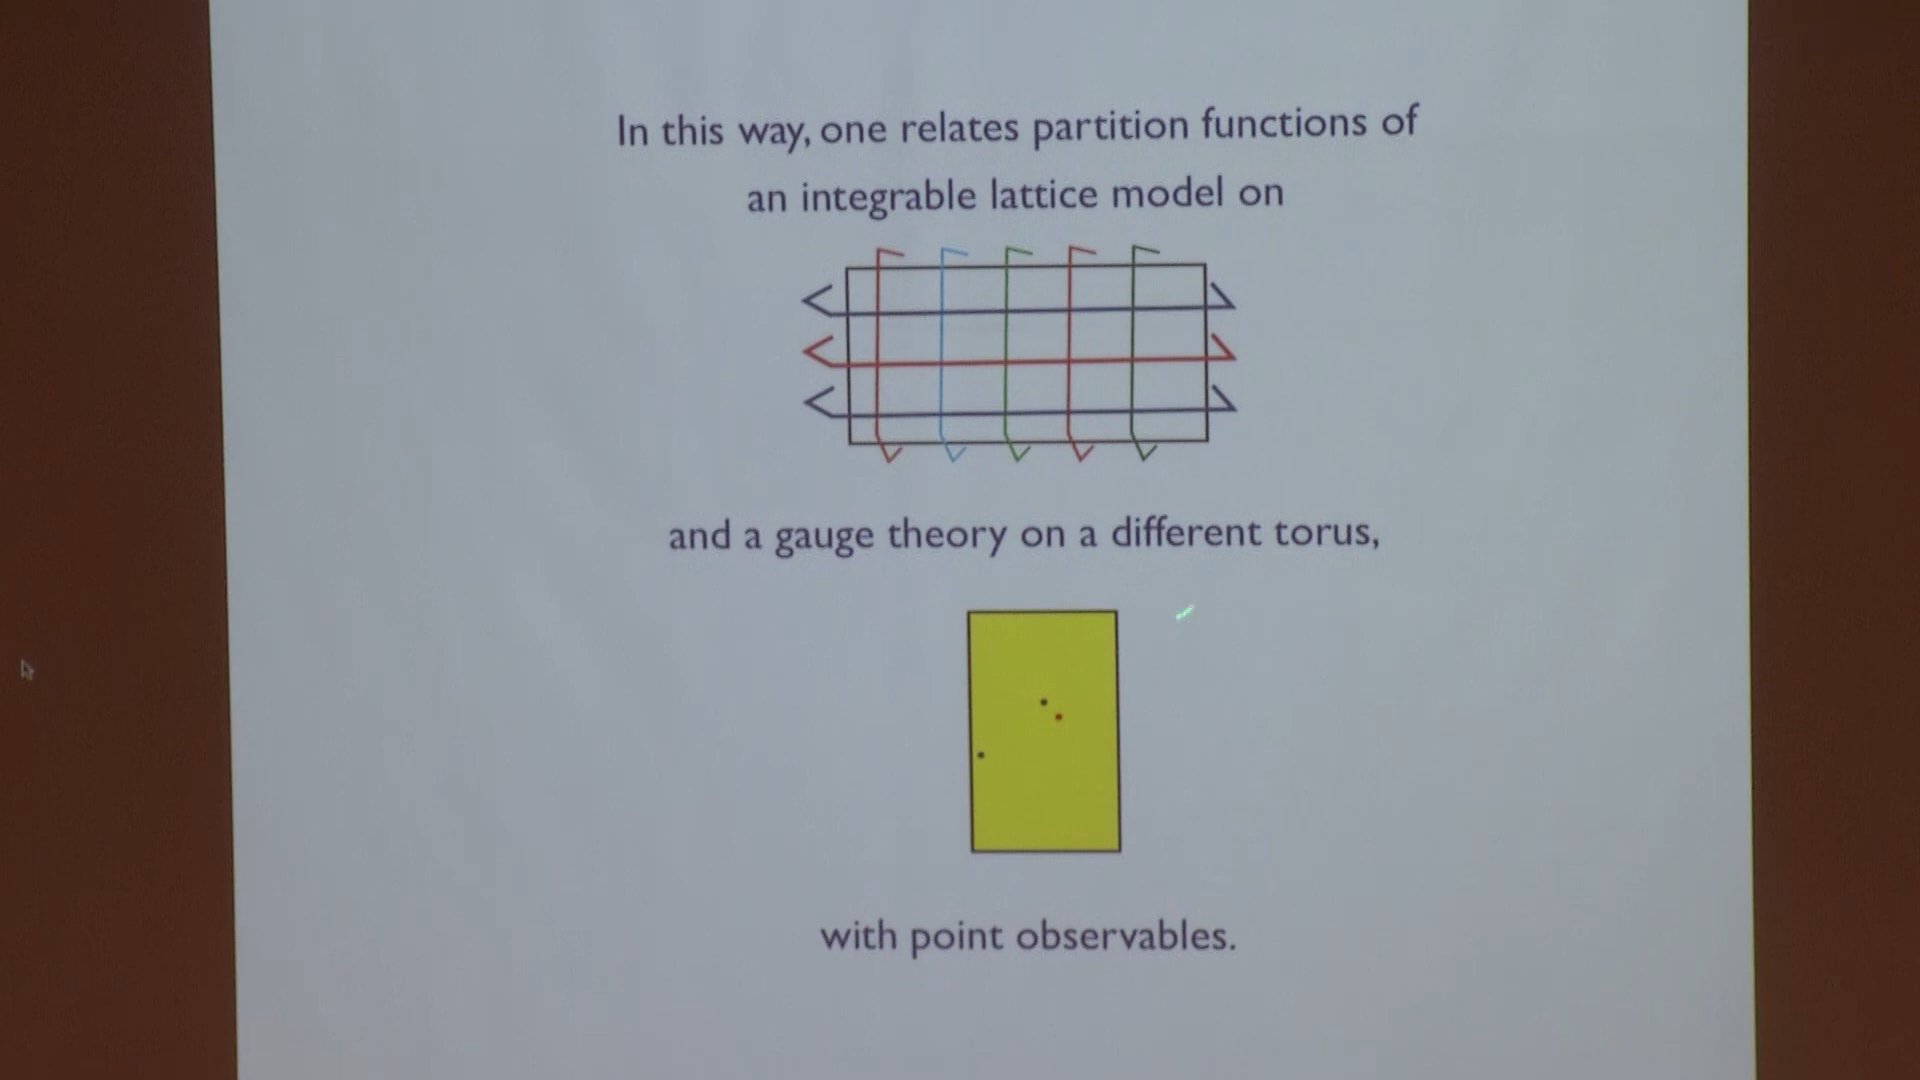 In this way, one relates partition functions of
an integrable lattice model on
and a gauge theory on a different torus,
with point observables.